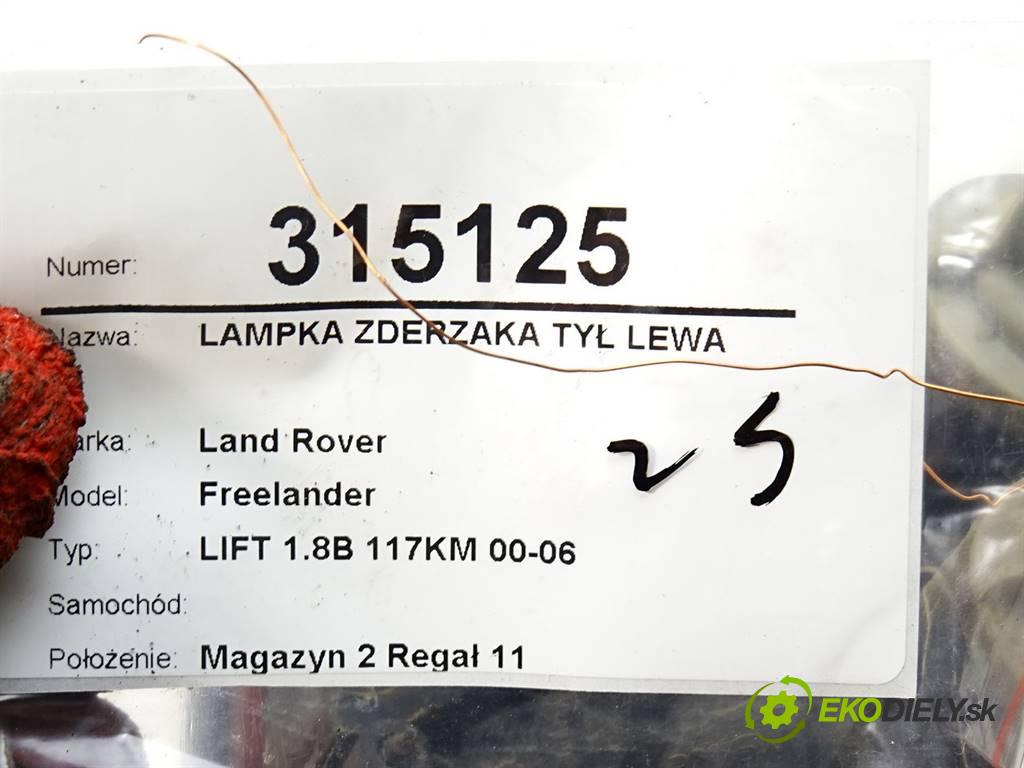 Numer: 315125
Nazwa: LAMPKA ZDERZAKA TYŁ LEWA
arka: Land Rover
Model: Freelander
25
Typ: LIFT 1.8B 117KM 00-06
Samochód:
Położenie: Magazyn 2 Regał 11
EKODIELY.sk